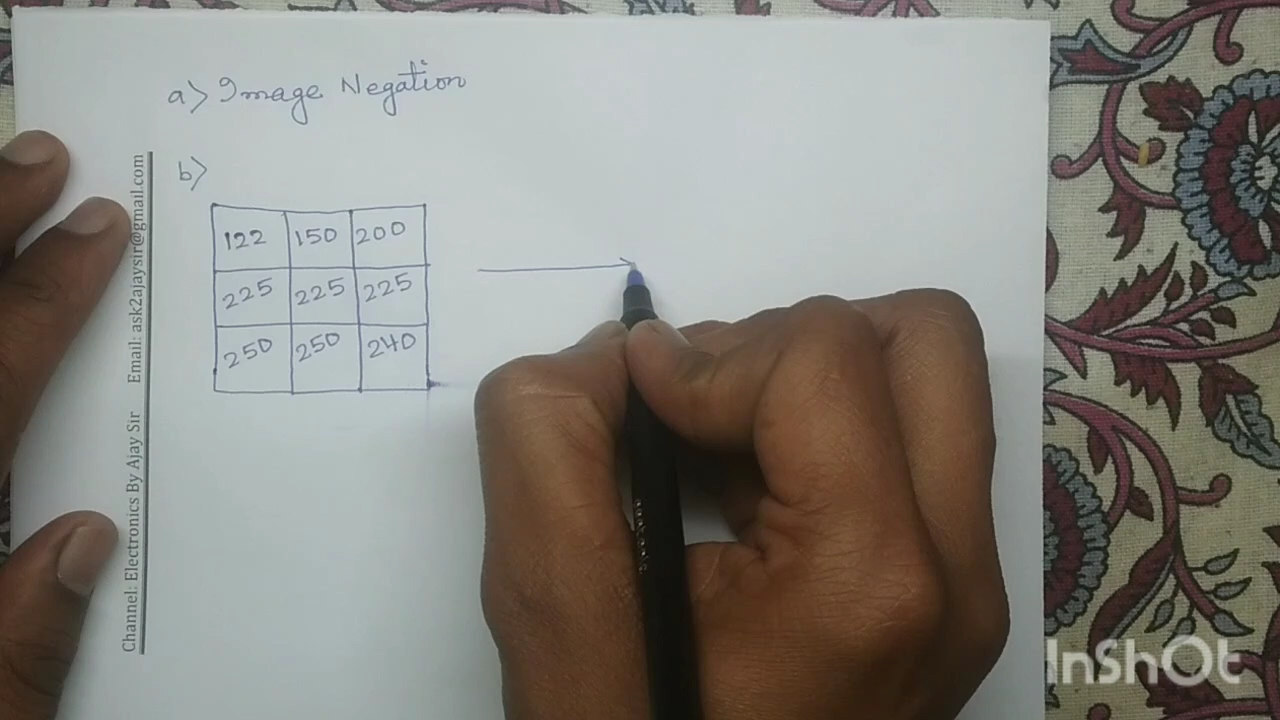 a> Image Negation
b>
122 150 200
225 225 225
250 250 240
Channel: Electronics By Ajay Sir Email: ask2ajaysir@gmail.com
InShOt